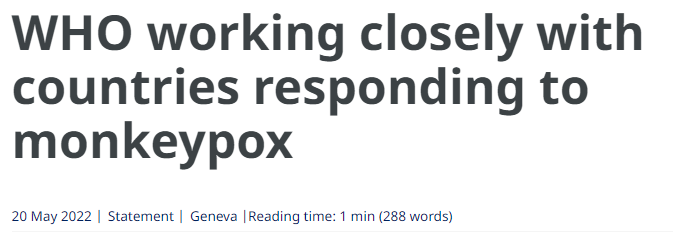 WHO working closely with
countries responding to
monkeypox
20 May 2022 | Statement | Geneva |Reading time: 1 min (288 words)